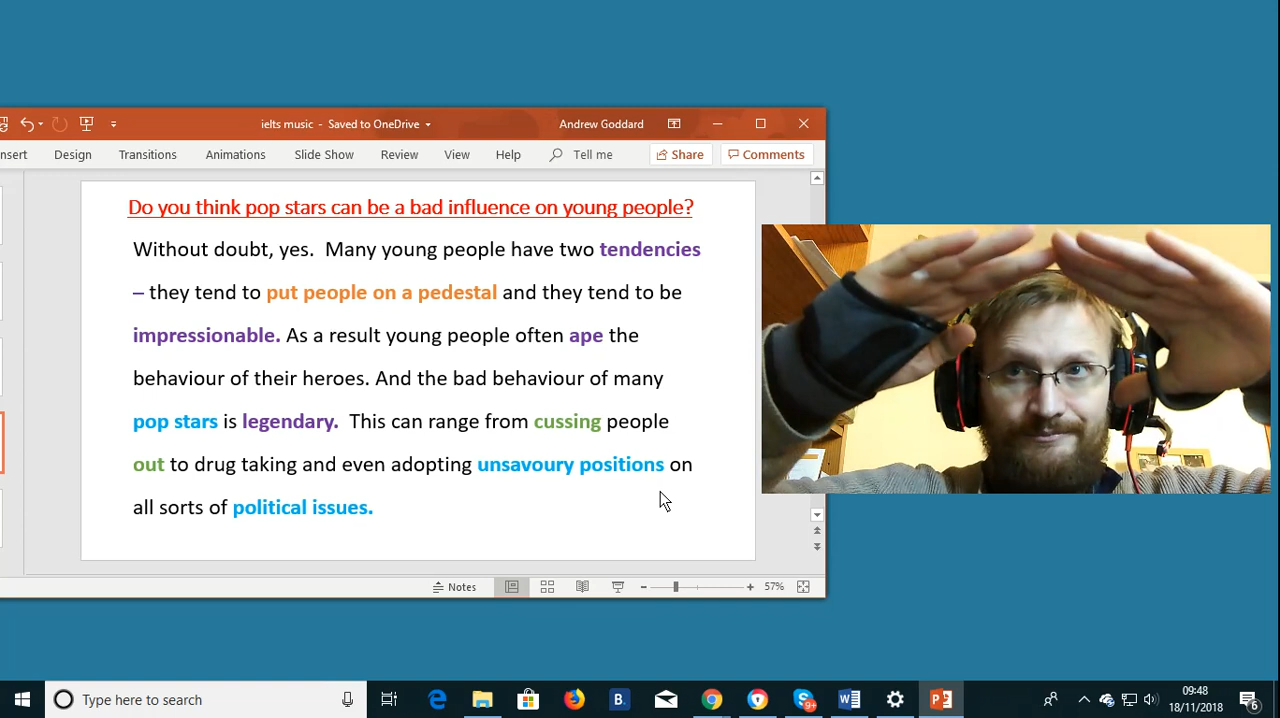 ielts music - Saved to OneDrive
Andrew Goddard
nsert Design Transitions Animations Slide Show Review View Help Tell me Share Comments
Do you think pop stars can be a bad influence on young people?
Without doubt, yes. Many young people have two tendencies
– they tend to put people on a pedestal and they tend to be
impressionable. As a result young people often ape the
behaviour of their heroes. And the bad behaviour of many
pop stars is legendary. This can range from cussing people
out to drug taking and even adopting unsavoury positions on
all sorts of political issues.
Notes 57%
Type here to search
B.
9+
09:48
18/11/2018
6